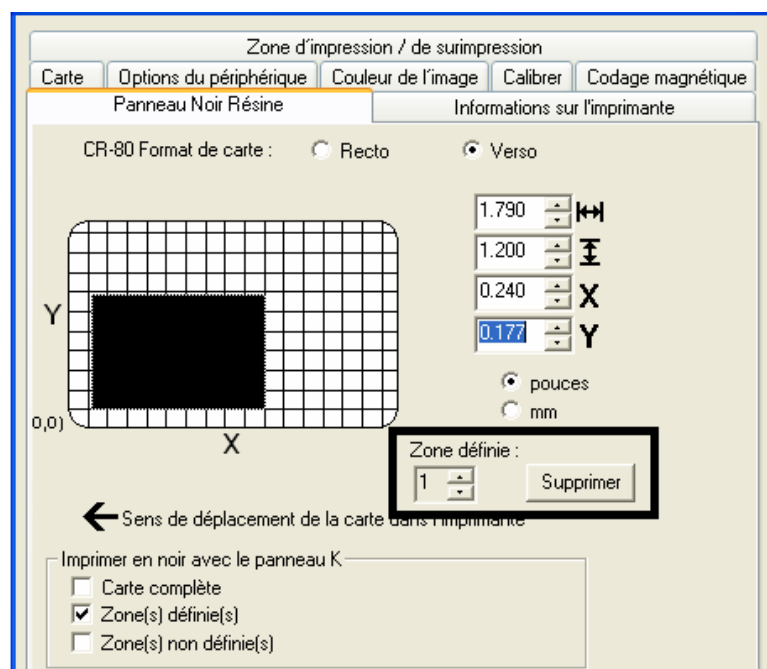 Zone d'impression / de surimpression
Carte Options du périphérique Couleur de l'image Calibrer Codage magnétique
Panneau Noir Résine Informations sur l'imprimante
CR-80 Format de carte : Recto Verso
1.790
1.200
0.240 X
Y 0.177 Y
pouces
0,0) mm
X
Zone définie :
1 Supprimer
Sens de déplacement de la carte dans l'imprimante
Imprimer en noir avec le panneau K
Carte complète
Zone(s) définie(s)
Zone(s) non définie(s)